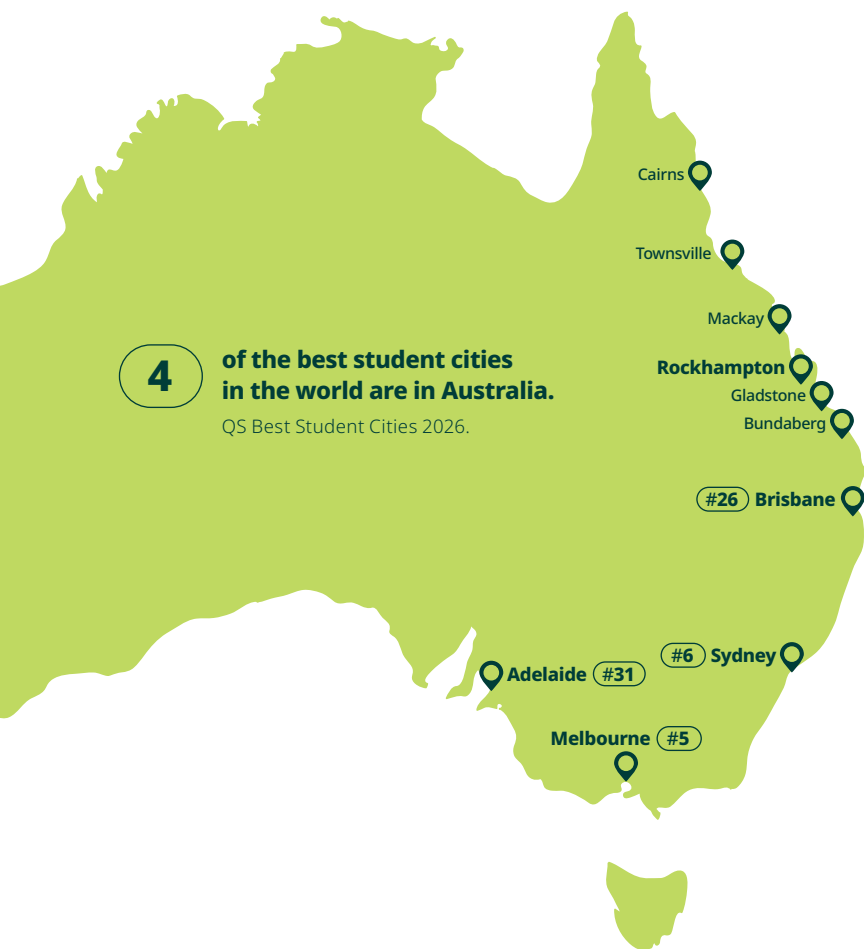 Cairns
Townsville
Mackay
4
of the best student cities
in the world are in Australia.
QS Best Student Cities 2026.
Rockhampton
Gladstone
Bundaberg
#26 Brisbane
#6 Sydney
Adelaide #31
Melbourne #5